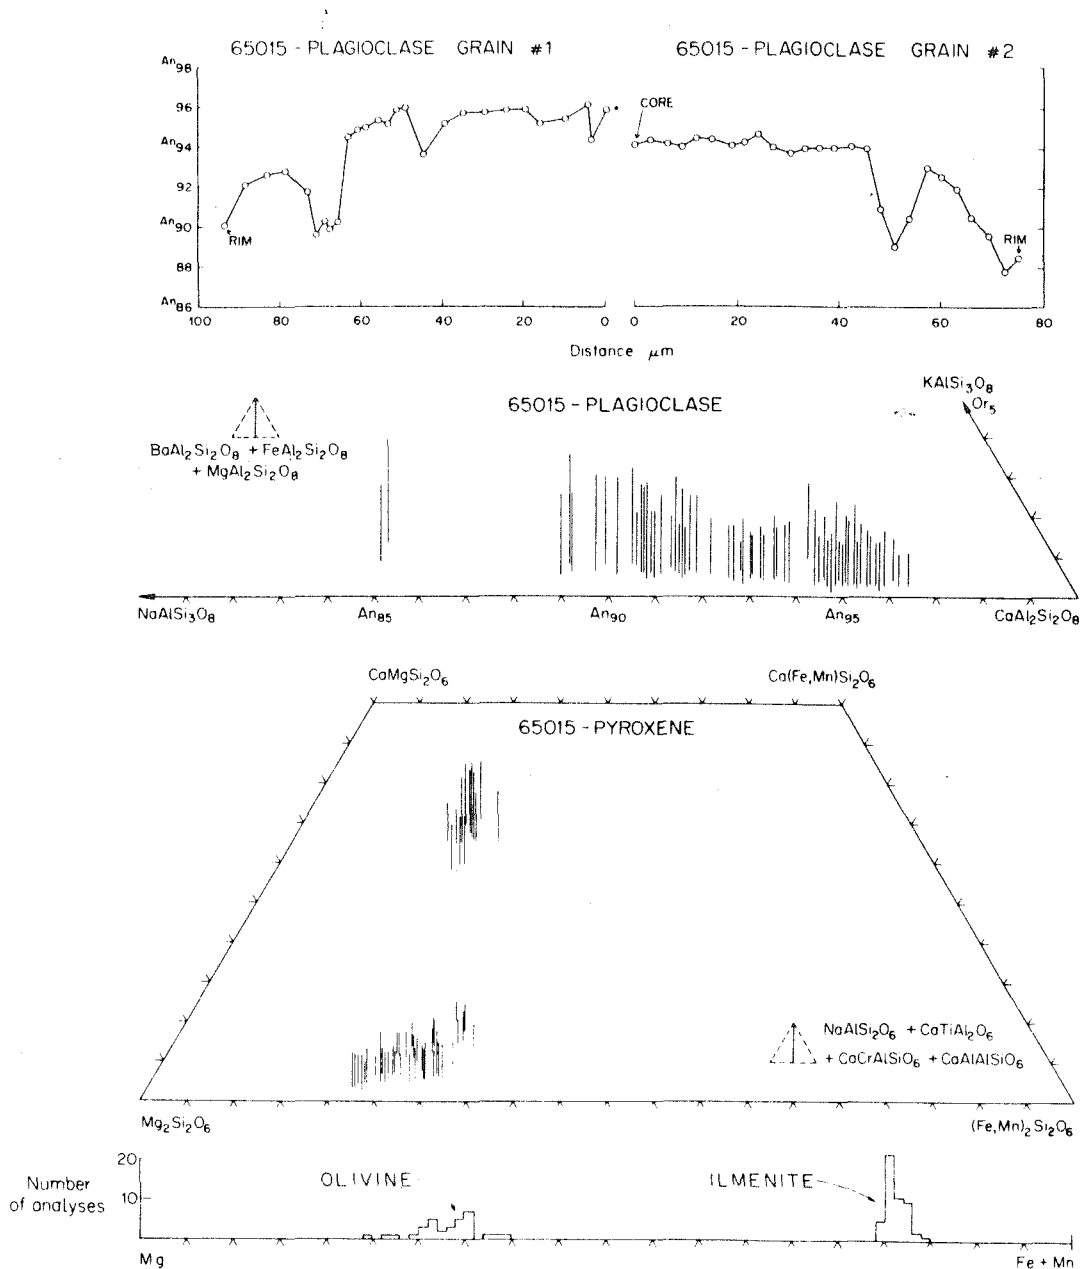 65015 - PLAGIOCLASE GRAIN #1
65015 - PLAGIOCLASE GRAIN #2
An98
96
An94
92
An90
88
An86
CORE
RIM
RIM
100 80 60 40 20 0 0 20 40 60 80
Distance μm
65015 - PLAGIOCLASE
KAlSi3O8
Or5
BaAl2Si2O8 + FeAl2Si2O8
+ MgAl2Si2O8
NaAlSi3O8 An85 An90 An95 CaAl2Si2O8
CaMgSi2O6 Ca(Fe,Mn)Si2O6
65015 - PYROXENE
NaAlSi2O6 + CaTiAl2O6
+ CaCrAlSiO6 + CaAlAlSiO6
Mg2Si2O6 (Fe,Mn)2Si2O6
20
10
Number
of analyses
OLIVINE
ILMENITE
Mg Fe + Mn